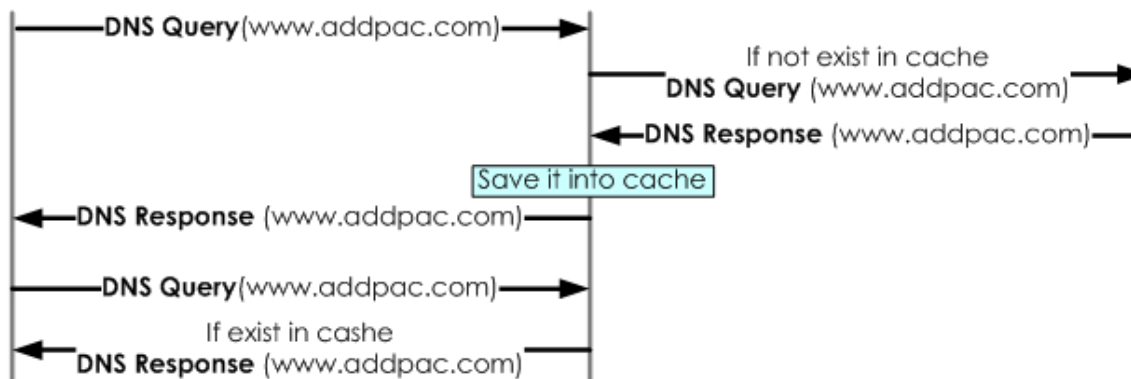 DNS Query(www.addpac.com)
If not exist in cache
DNS Query (www.addpac.com)
DNS Response (www.addpac.com)
Save it into cache
DNS Response (www.addpac.com)
DNS Query(www.addpac.com)
If exist in cashe
DNS Response (www.addpac.com)